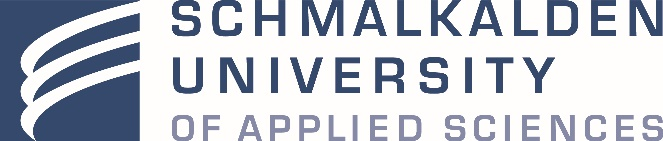 SCHMALKALDEN
UNIVERSITY
OF APPLIED SCIENCES